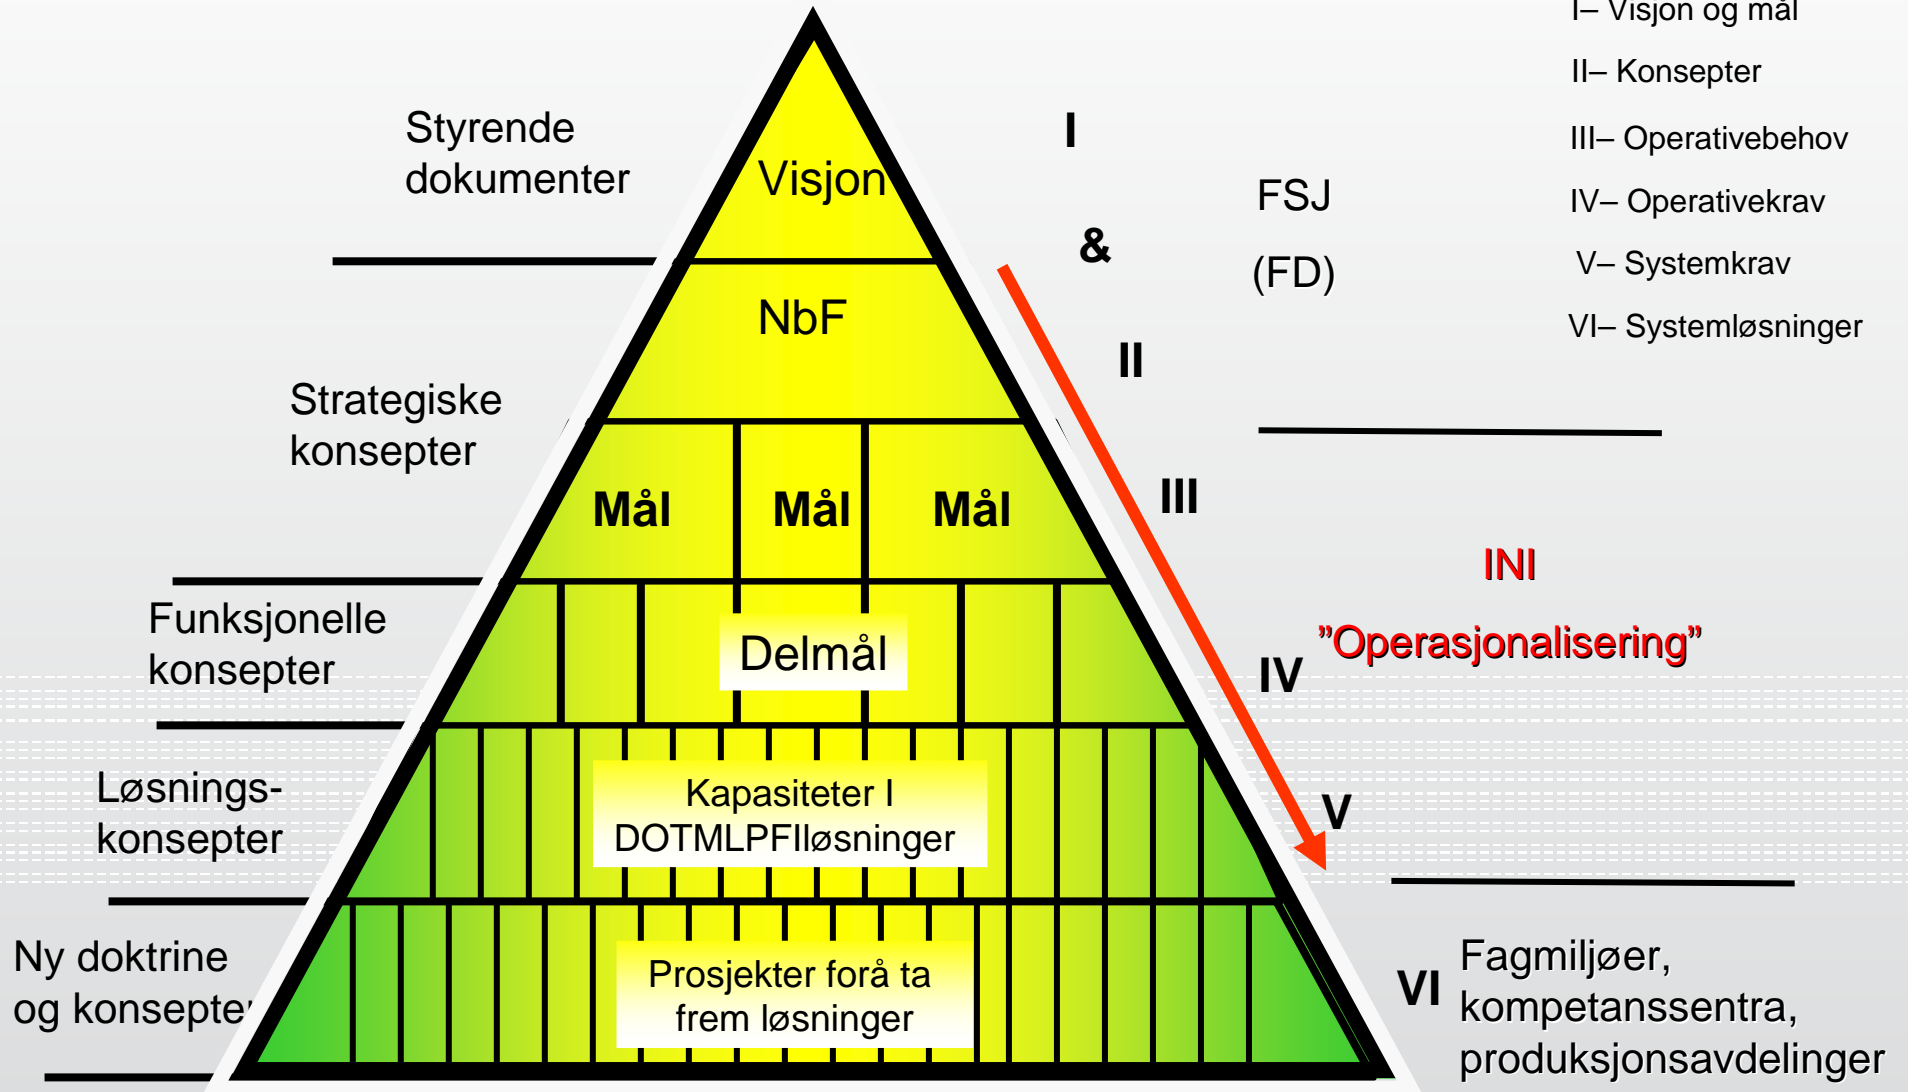 I– Visjon og mål
II– Konsepter
III– Operativebehov
IV– Operativekrav
V– Systemkrav
VI– Systemløsninger
Styrende
dokumenter
Strategiske
konsepter
Funksjonelle
konsepter
Løsnings-
konsepter
Ny doktrine
og konsepter
Visjon
NbF
Mål Mål Mål
Delmål
Kapasiteter I
DOTMLPFIløsninger
Prosjekter forå ta
frem løsninger
I
&
II
III
IV
V
VI
FSJ
(FD)
INI
”Operasjonalisering”
Fagmiljøer,
kompetanssentra,
produksjonsavdelinger